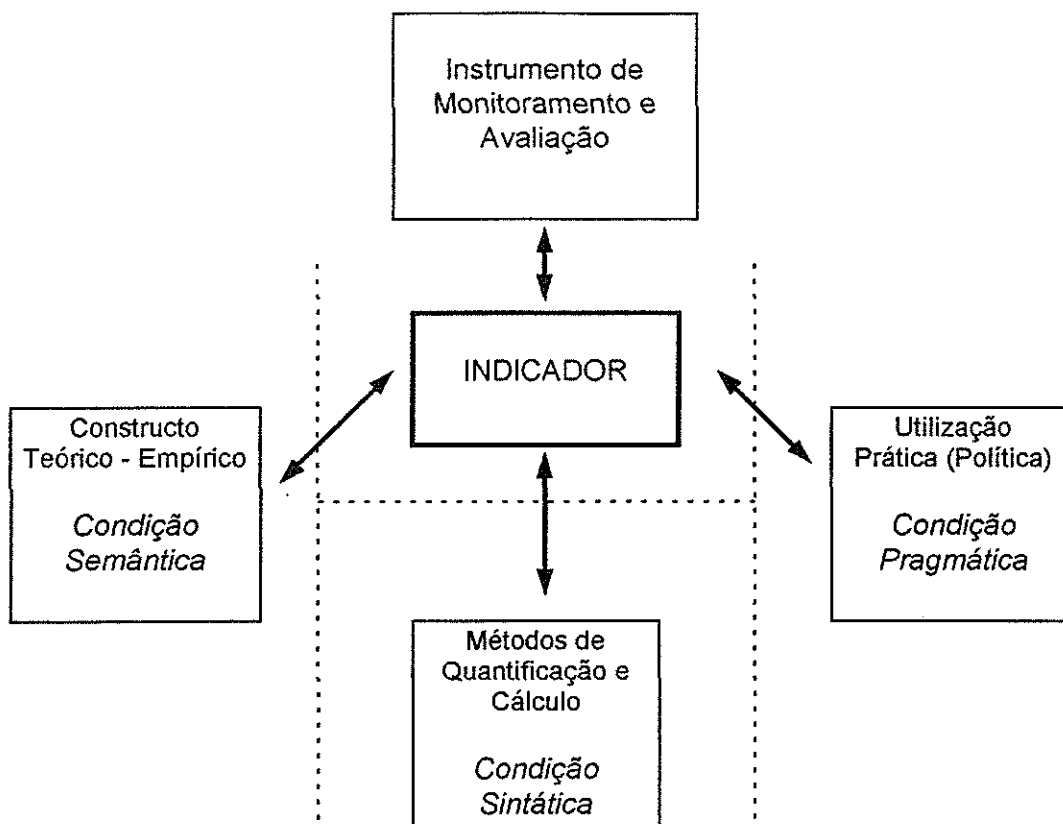 Instrumento de
Monitoramento e
Avaliação
INDICADOR
Constructo
Teórico - Empírico
Condição
Semântica
Utilização
Prática (Política)
Condição
Pragmática
Métodos de
Quantificação e
Cálculo
Condição
Sintática